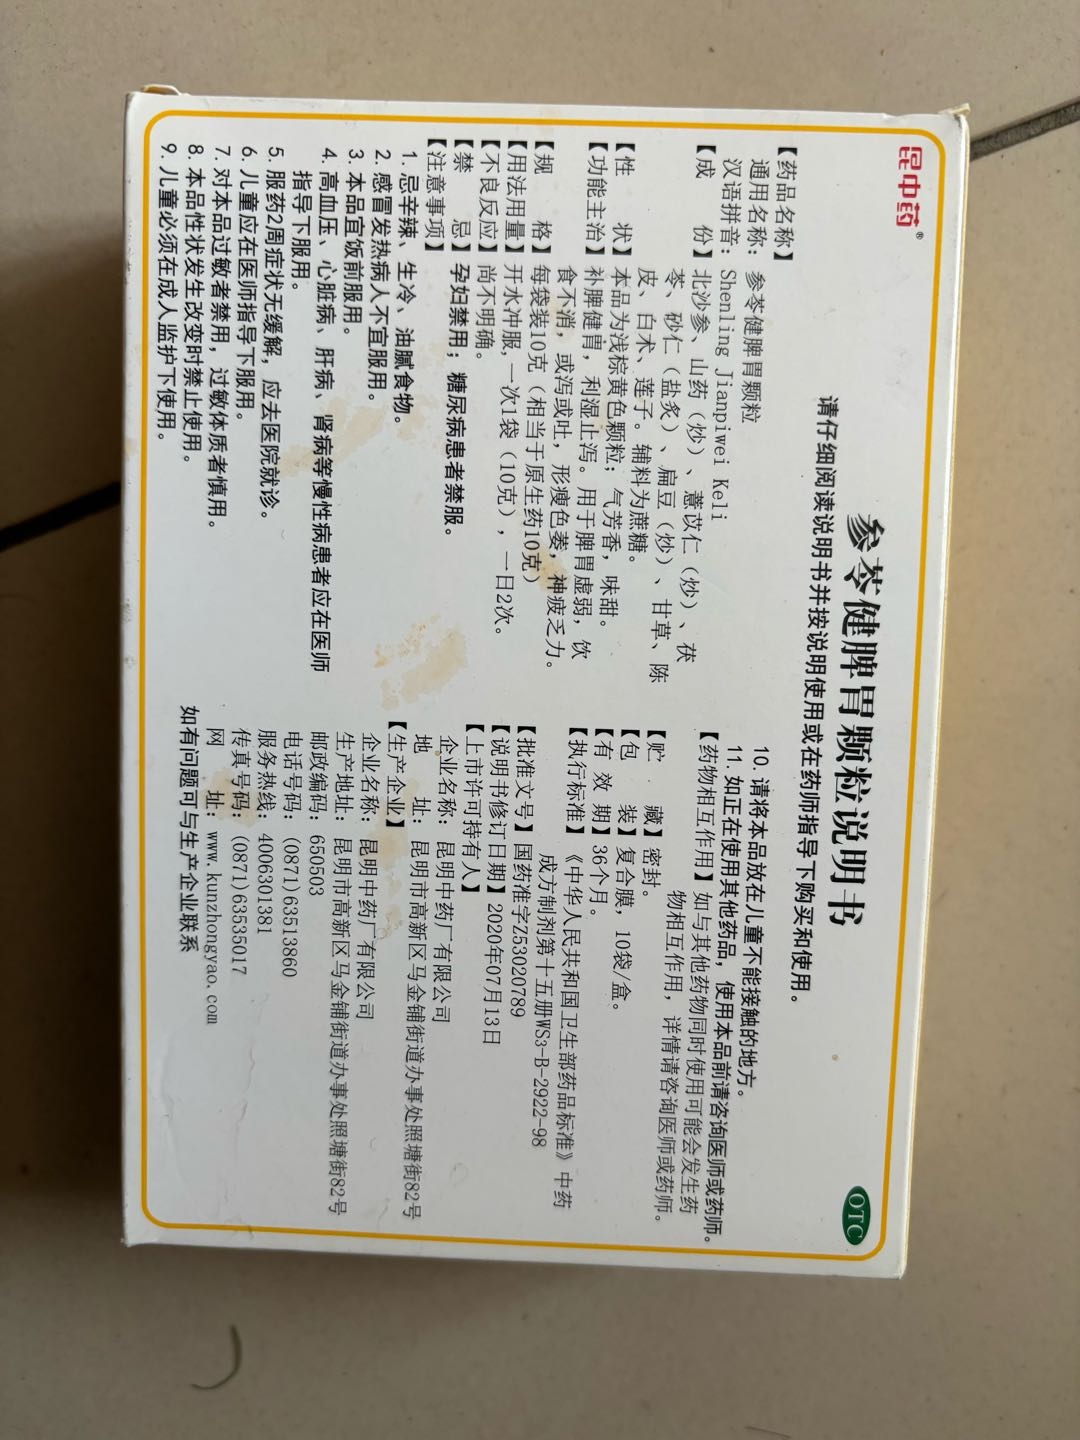 昆中药®
参苓健脾胃颗粒说明书
请仔细阅读说明书并按说明使用或在药师指导下购买和使用。
OTC
【药品名称】
通用名称：参苓健脾胃颗粒
汉语拼音：Shenling Jianpiwei Keli
【成　　份】北沙参、山药（炒）、薏苡仁（炒）、茯
苓、砂仁（盐炙）、扁豆（炒）、甘草、陈
皮、白术、莲子。辅料为蔗糖。
【性　　状】本品为浅棕黄色颗粒；气芳香，味甜。
【功能主治】补脾健胃，利湿止泻。用于脾胃虚弱，饮
食不消，或泻或吐，形瘦色萎，神疲乏力。
【规　　格】每袋装10克（相当于原生药10克）
【用法用量】开水冲服，一次1袋（10克），一日2次。
【不良反应】尚不明确。
【禁　　忌】孕妇禁用；糖尿病患者禁服。
【注意事项】
1. 忌辛辣、生冷、油腻食物。
2. 感冒发热病人不宜服用。
3. 本品宜饭前服用。
4. 高血压、心脏病、肝病、肾病等慢性病患者应在医师
指导下服用。
5. 服药2周症状无缓解，应去医院就诊。
6. 儿童应在医师指导下服用。
7. 对本品过敏者禁用，过敏体质者慎用。
8. 本品性状发生改变时禁止使用。
9. 儿童必须在成人监护下使用。
10. 请将本品放在儿童不能接触的地方。
11. 如正在使用其他药品，使用本品前请咨询医师或药师。
【药物相互作用】如与其他药物同时使用可能会发生药
物相互作用，详情请咨询医师或药师。
【贮　　藏】密封。
【包　　装】复合膜，10袋/盒。
【有 效 期】36个月。
【执行标准】《中华人民共和国卫生部药品标准》中药
成方制剂第十五册WS3-B-2922-98
【批准文号】国药准字Z53020789
【说明书修订日期】2020年07月13日
【上市许可持有人】
企业名称：昆明中药厂有限公司
地　　址：昆明市高新区马金铺街道办事处照塘街82号
【生产企业】
企业名称：昆明中药厂有限公司
生产地址：昆明市高新区马金铺街道办事处照塘街82号
邮政编码：650503
电话号码：(0871)63513860
服务热线：4006301381
传真号码：(0871)63535017
网　　址：www.kunzhongyao.com
如有问题可与生产企业联系